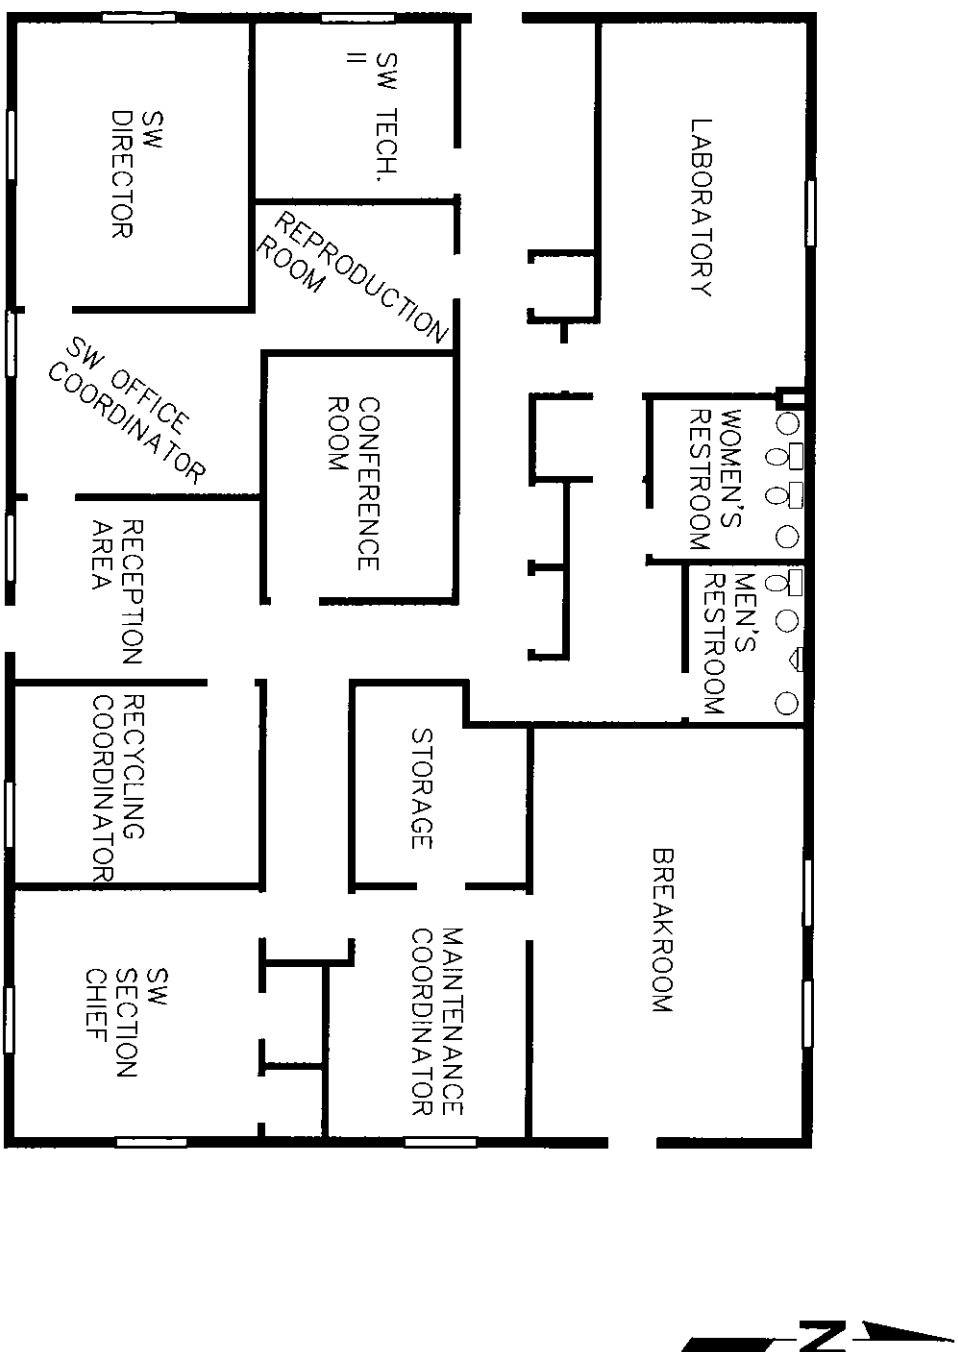 SW
DIRECTOR
SW TECH.
II
LABORATORY
REPRODUCTION
ROOM
SW OFFICE
COORDINATOR
CONFERENCE
ROOM
WOMEN'S
RESTROOM
MEN'S
RESTROOM
RECEPTION
AREA
RECYCLING
COORDINATOR
STORAGE
BREAKROOM
MAINTENANCE
COORDINATOR
SW
SECTION
CHIEF
N